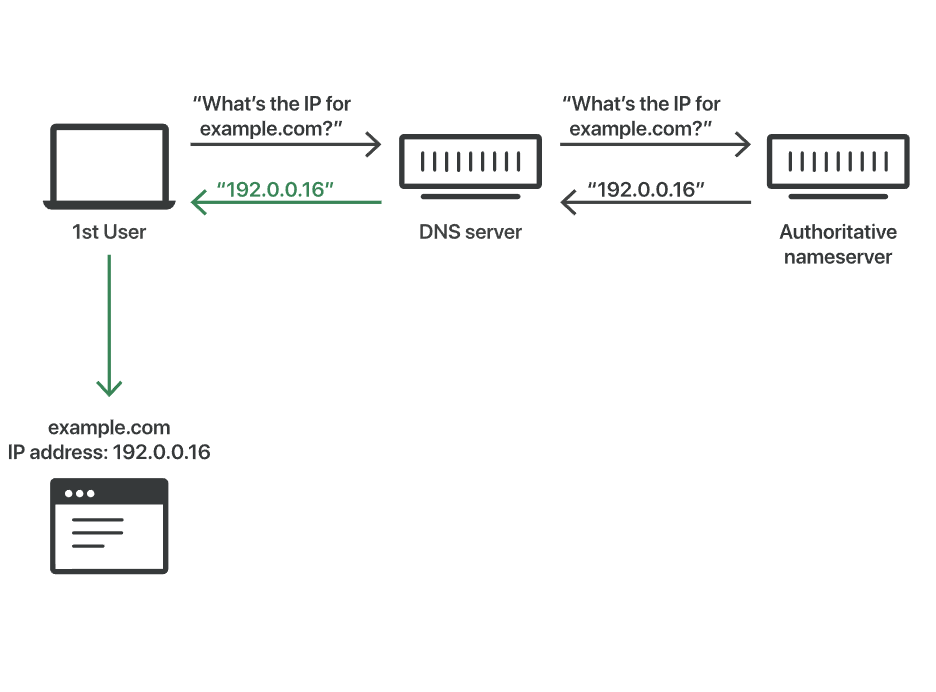 “What’s the IP for
example.com?”
“What’s the IP for
example.com?”
“192.0.0.16”
“192.0.0.16”
1st User
DNS server
Authoritative
nameserver
example.com
IP address: 192.0.0.16